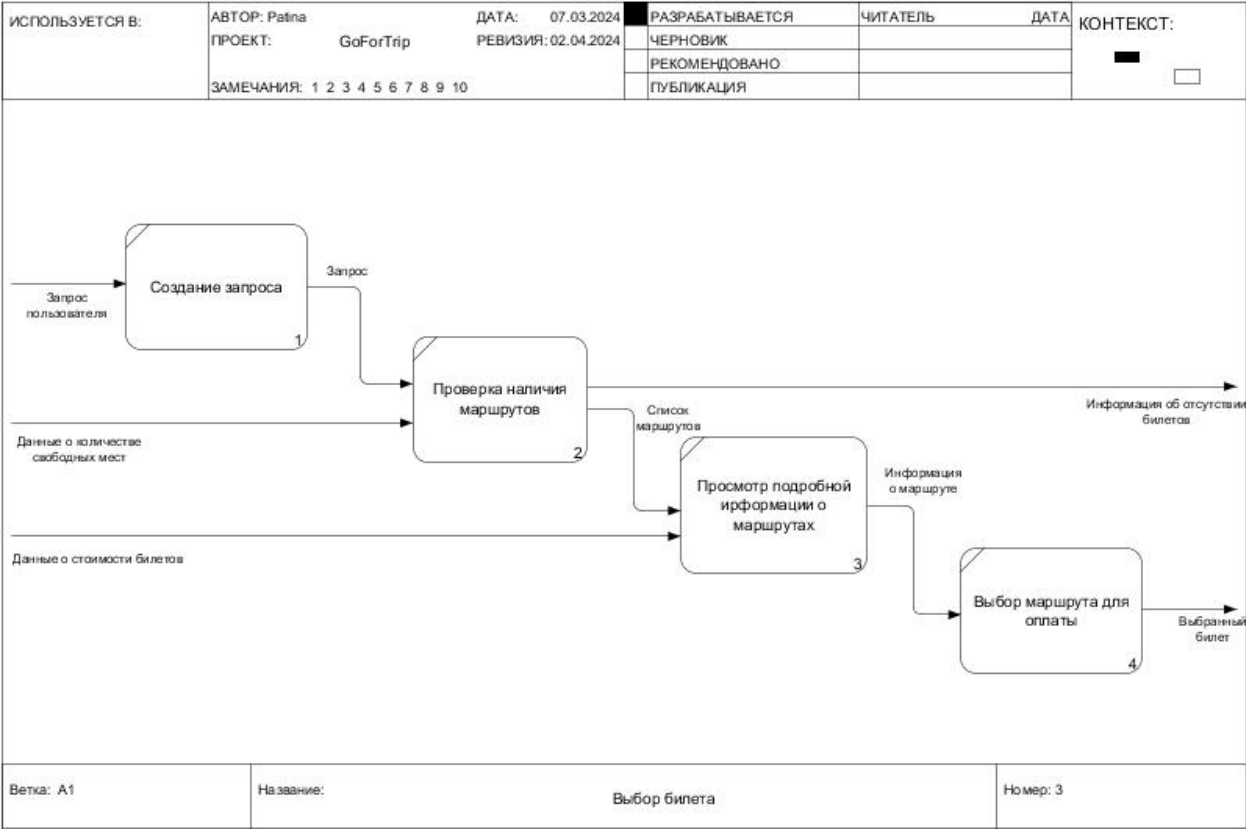 ИСПОЛЬЗУЕТСЯ В:
АВТОР: Patina
ДАТА: 07.03.2024
ПРОЕКТ: GoForTrip
РЕВИЗИЯ: 02.04.2024
ЗАМЕЧАНИЯ: 1 2 3 4 5 6 7 8 9 10
РАЗРАБАТЫВАЕТСЯ
ЧЕРНОВИК
РЕКОМЕНДОВАНО
ПУБЛИКАЦИЯ
ЧИТАТЕЛЬ
ДАТА
КОНТЕКСТ:
Запрос
пользователя
Создание запроса
1
Запрос
Данные о количестве
свободных мест
Проверка наличия
маршрутов
2
Информация об отсутствии
билетов
Список
маршрутов
Данные о стоимости билетов
Просмотр подробной
ирформации о
маршрутах
3
Информация
о маршруте
Выбор маршрута для
оплаты
4
Выбранный
билет
Ветка: A1
Название:
Выбор билета
Номер: 3